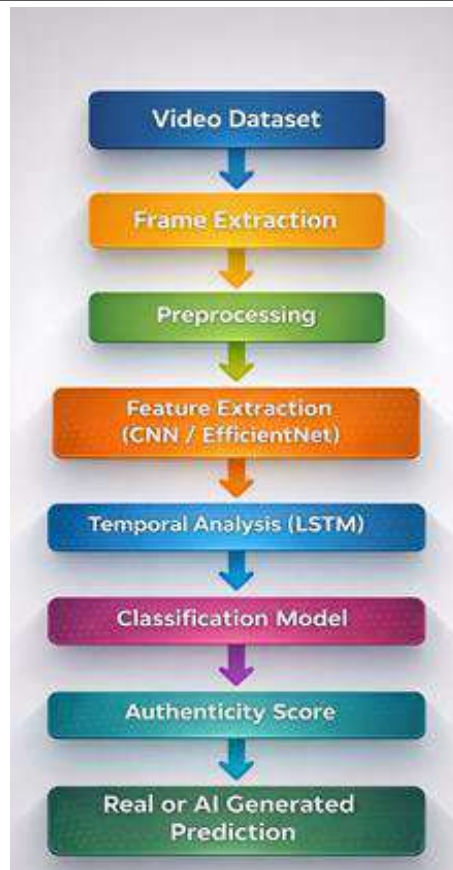 Video Dataset
Frame Extraction
Preprocessing
Feature Extraction
(CNN / EfficientNet)
Temporal Analysis (LSTM)
Classification Model
Authenticity Score
Real or AI Generated
Prediction